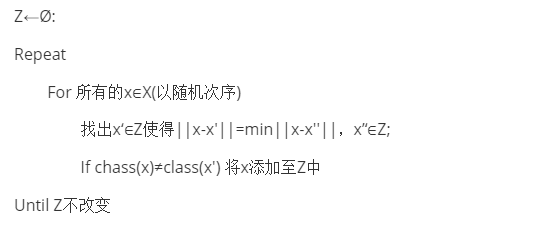 Z←Ø:
Repeat
For 所有的x∈X(以随机次序)
找出x‘∈Z使得||x-x'||=min||x-x''||，x“∈Z;
If chass(x)≠class(x') 将x添加至Z中
Until Z不改变